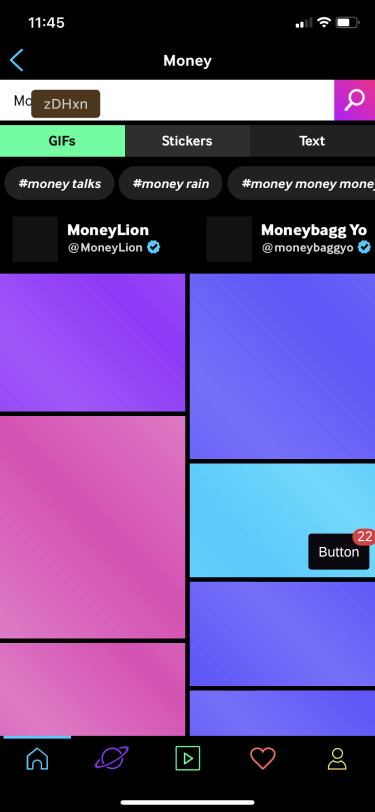 11:45
Money
Mo
zDHxn
GIFs
Stickers
Text
#money talks
#money rain
#money money
MoneyLion
@MoneyLion
Moneybagg Yo
@moneybaggyo
22
Button